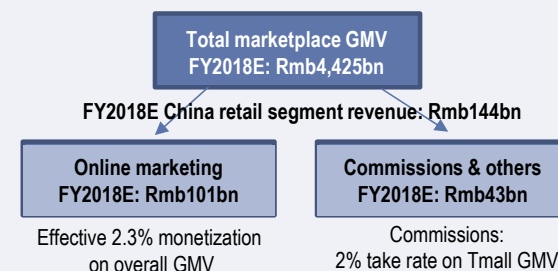 Total marketplace GMV
FY2018E: Rmb4,425bn
FY2018E China retail segment revenue: Rmb144bn
Online marketing
FY2018E: Rmb101bn
Commissions & others
FY2018E: Rmb43bn
Effective 2.3% monetization
on overall GMV
Commissions:
2% take rate on Tmall GMV